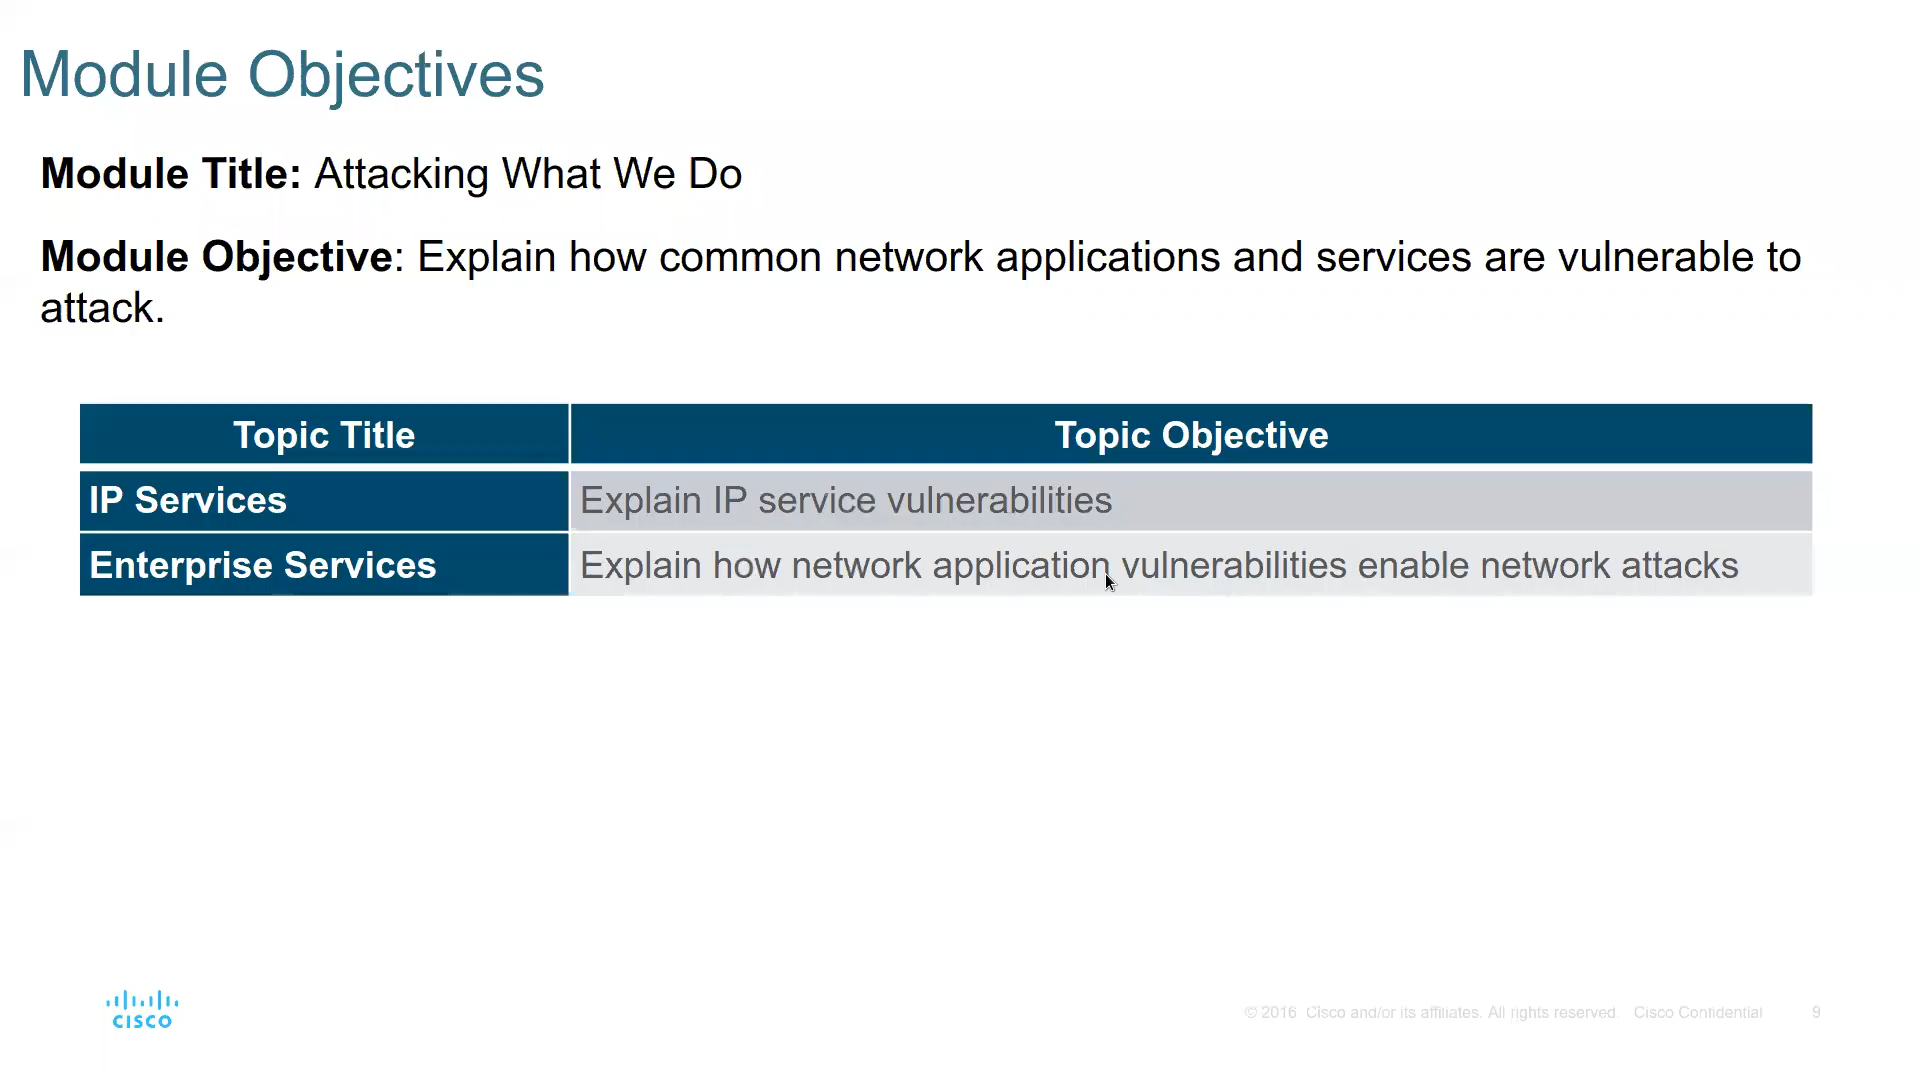 Module Objectives
Module Title: Attacking What We Do
Module Objective: Explain how common network applications and services are vulnerable to
attack.
Topic Title Topic Objective
IP Services Explain IP service vulnerabilities
Enterprise Services Explain how network application vulnerabilities enable network attacks
CISCO
© 2016 Cisco and/or its affiliates. All rights reserved. Cisco Confidential 9